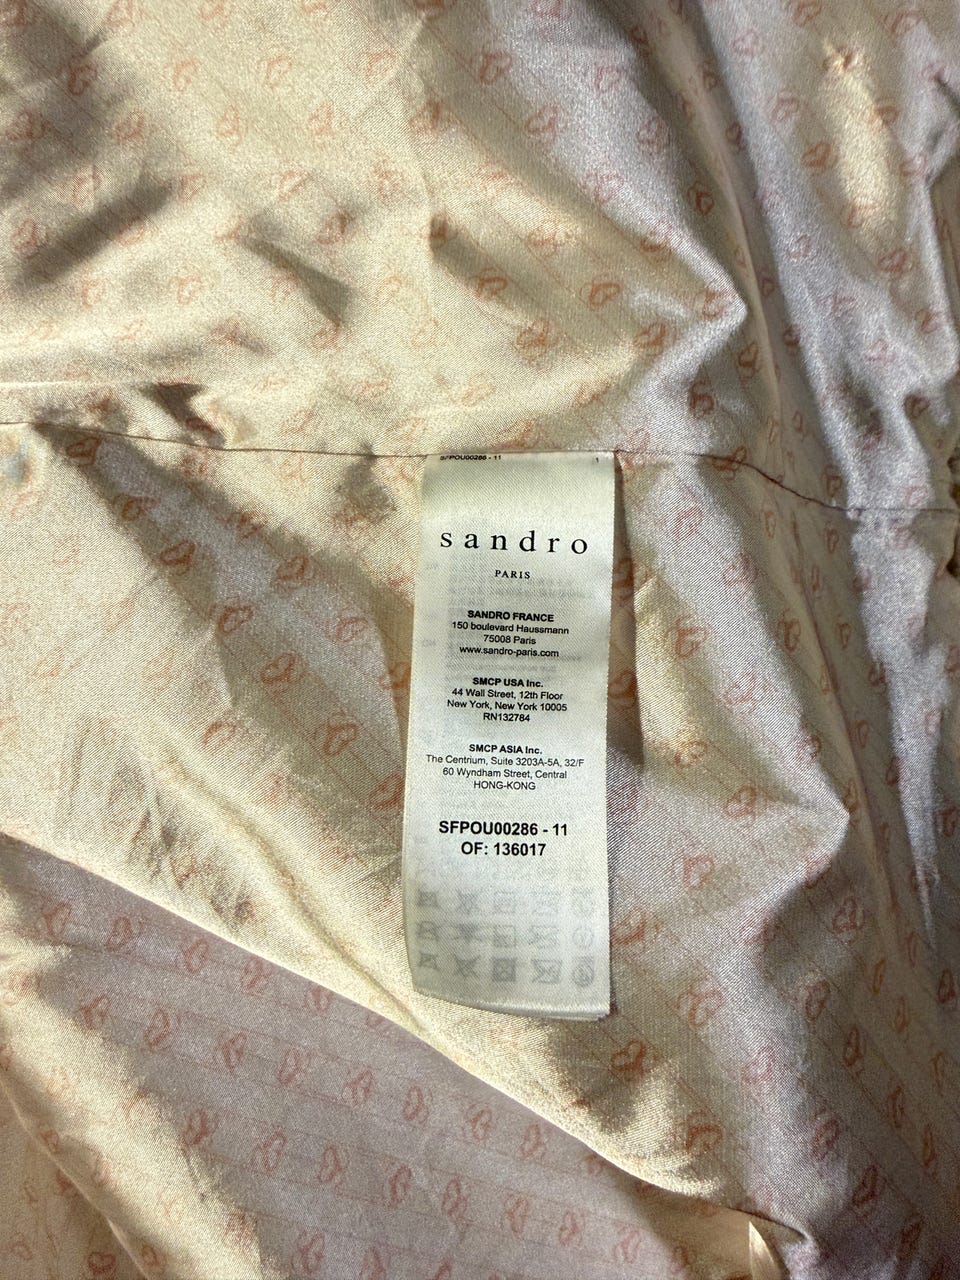 SFPOU00286 - 11 1
sandro
PARIS
SANDRO FRANCE
150 boulevard Haussmann
75008 Paris
www.sandro-paris.com
SMCP USA Inc.
44 Wall Street, 12th Floor
New York, New York 10005
RN132784
SMCP ASIA Inc.
The Centrium, Suite 3203A-5A, 32/F
60 Wyndham Street, Central
HONG-KONG
SFPOU00286 - 11
OF: 136017